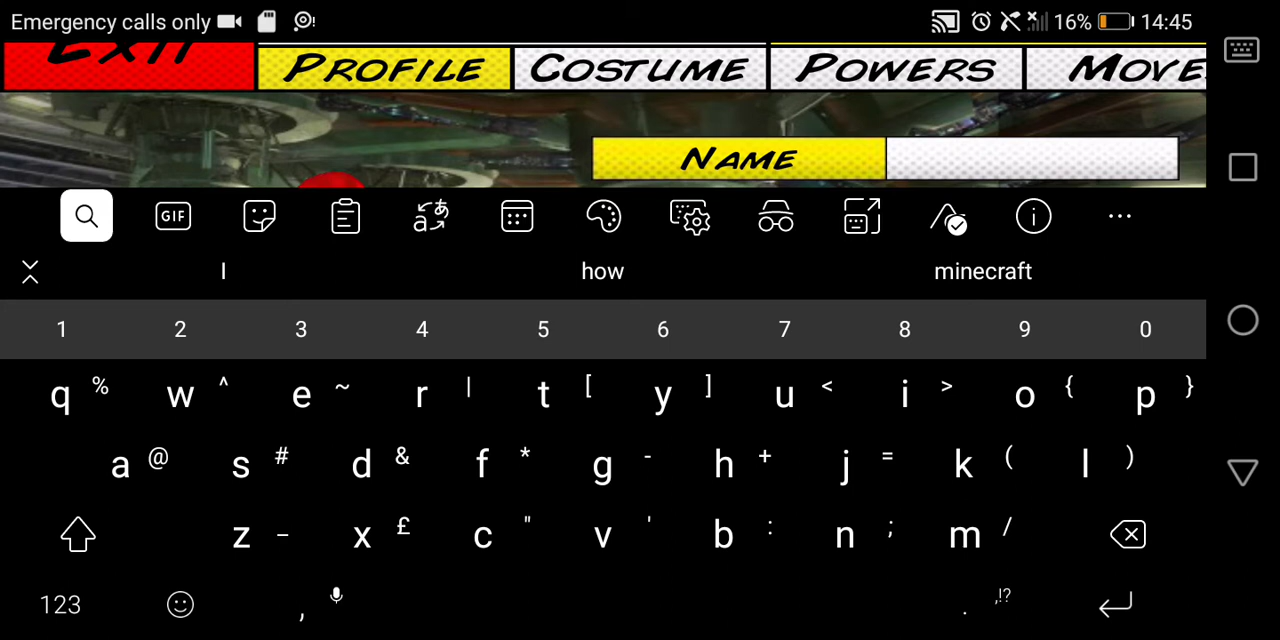 Emergency calls only 16% 14:45
EXIT PROFILE COSTUME POWERS MOVE
NAME
GIF
I how minecraft
1 2 3 4 5 6 7 8 9 0
q % w ^ e ~ r | t [ y ] u < i > o { p }
a @ s # d & f * g - h + j = k ( l )
z _ x £ c " v ' b : n ; m /
123 , . ,!?